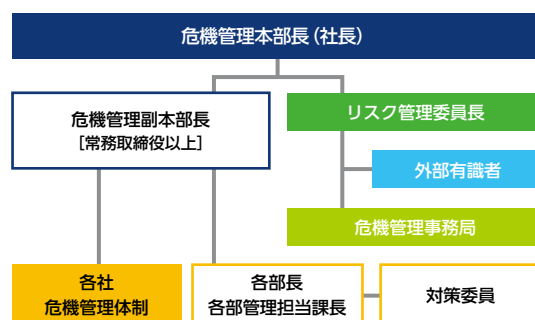 危機管理本部長（社長）
危機管理副本部長
［常務取締役以上］
リスク管理委員長
外部有識者
危機管理事務局
各社
危機管理体制
各部長
各部管理担当課長
対策委員